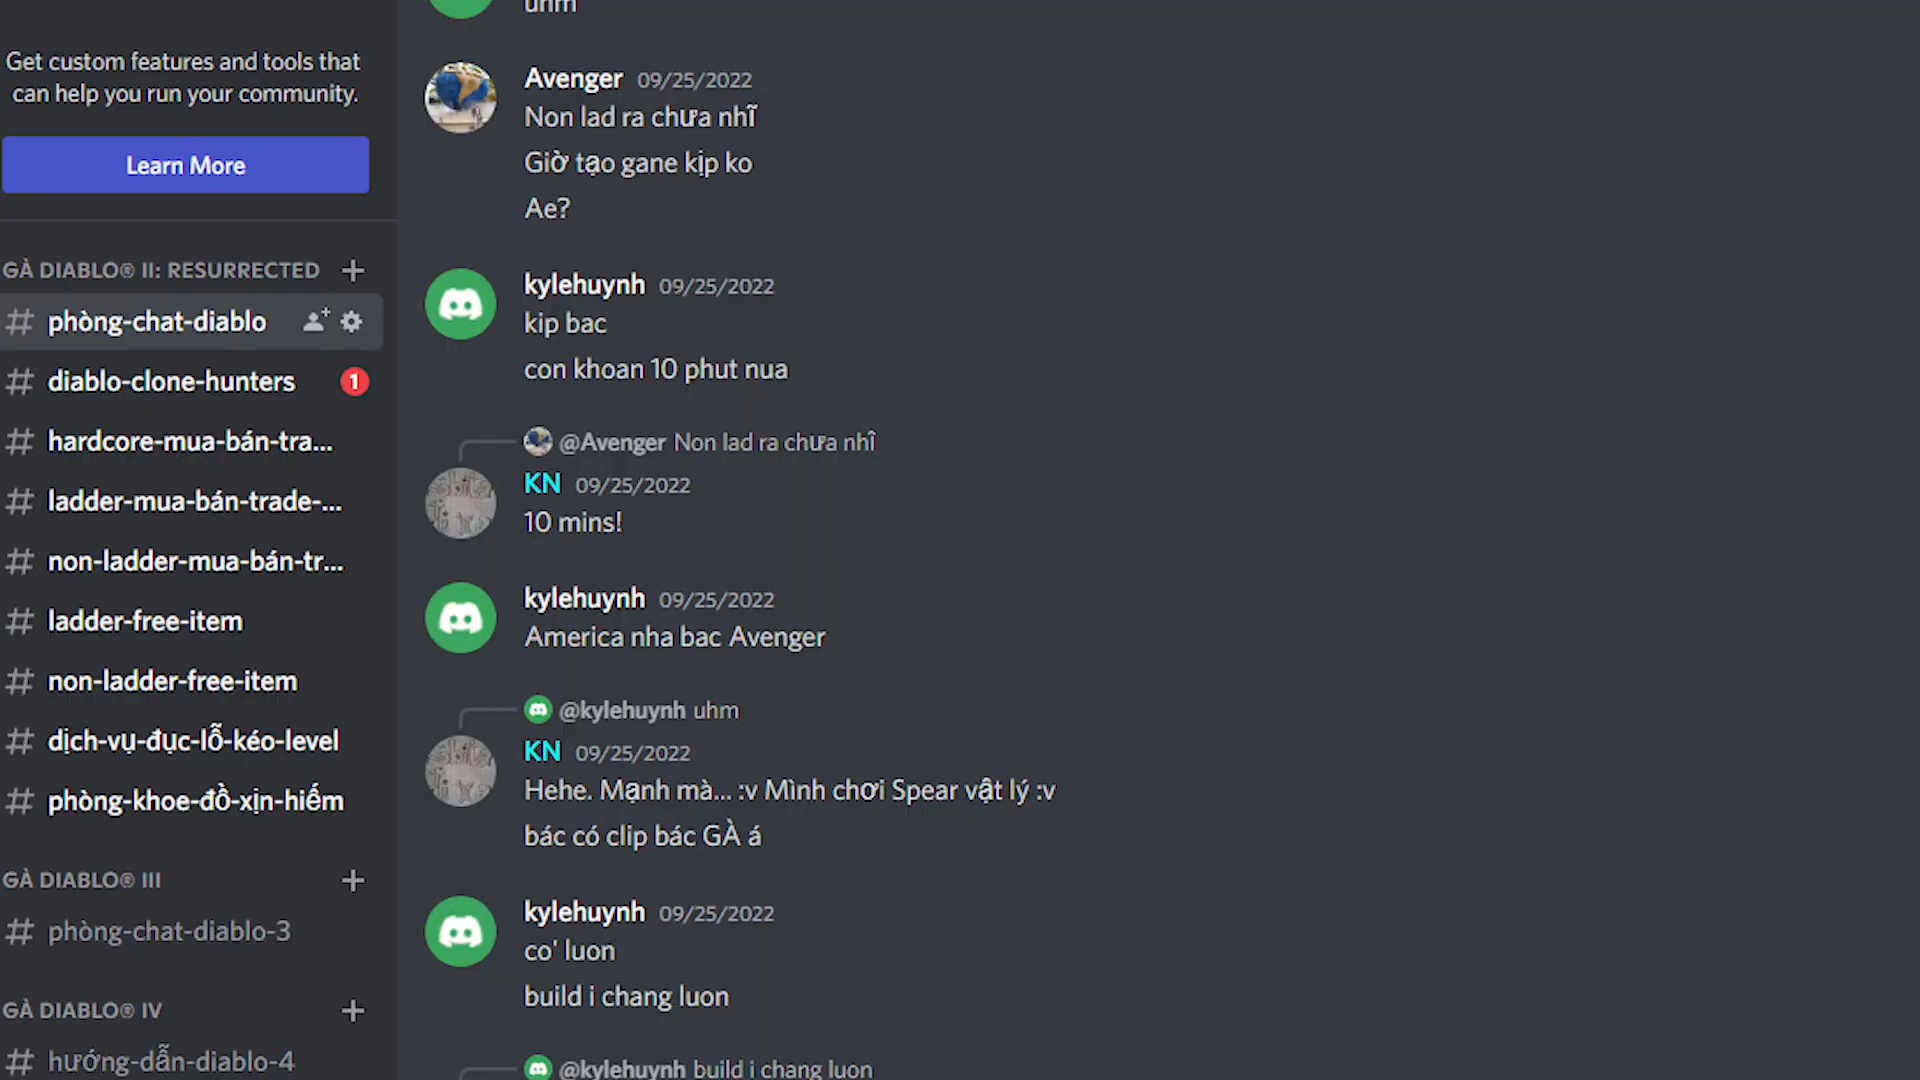 Get custom features and tools that
can help you run your community.
Learn More
GÀ DIABLO® II: RESURRECTED
phòng-chat-diablo
diablo-clone-hunters
1
hardcore-mua-bán-tra...
ladder-mua-bán-trade-...
non-ladder-mua-bán-tr...
ladder-free-item
non-ladder-free-item
dịch-vụ-đục-lỗ-kéo-level
phòng-khoe-đồ-xịn-hiếm
GÀ DIABLO® III
phòng-chat-diablo-3
GÀ DIABLO® IV
hướng-dẫn-diablo-4
uhm
Avenger 09/25/2022
Non lad ra chưa nhĩ
Giờ tạo gane kịp ko
Ae?
kylehuynh 09/25/2022
kip bac
con khoan 10 phut nua
@Avenger Non lad ra chưa nhĩ
KN 09/25/2022
10 mins!
kylehuynh 09/25/2022
America nha bac Avenger
@kylehuynh uhm
KN 09/25/2022
Hehe. Mạnh mà... :v Mình chơi Spear vật lý :v
bác có clip bác GÀ á
kylehuynh 09/25/2022
co' luon
build i chang luon
@kylehuynh build i chang luon